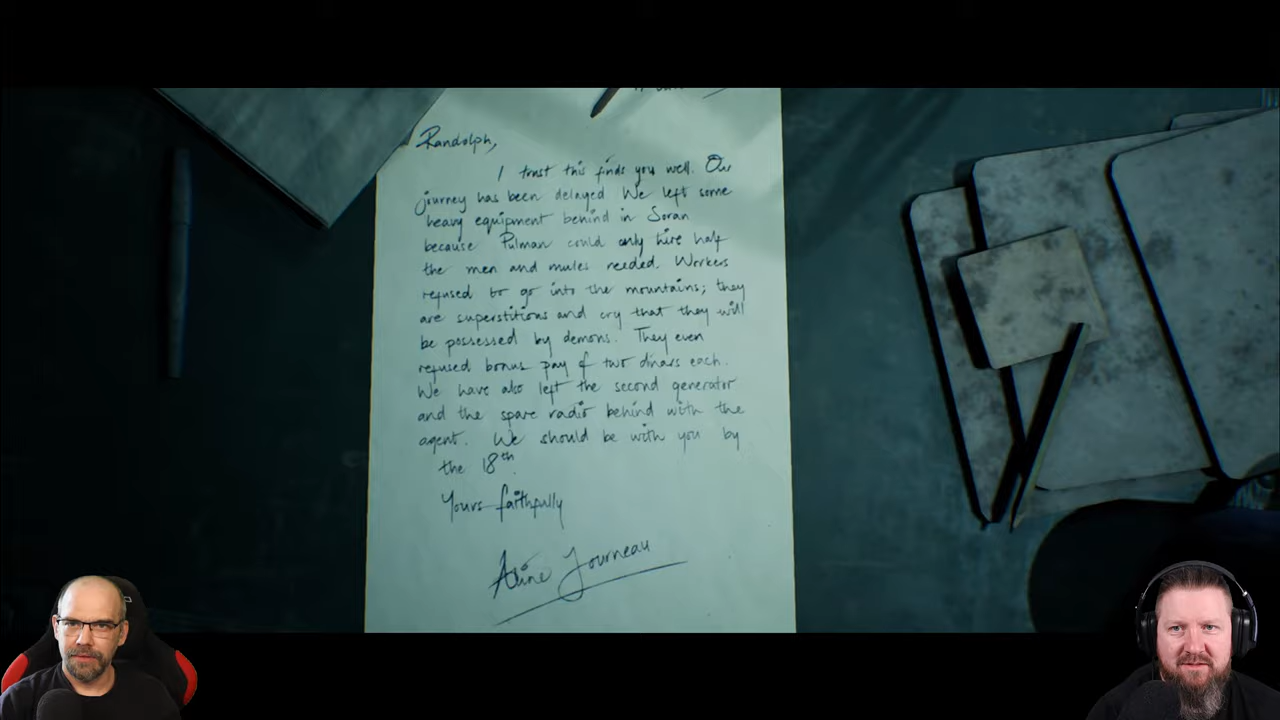 Randolph,
I trust this finds you well. Our
journey has been delayed. We left some
heavy equipment behind in Soran
because Pulman could only hire half
the men and mules needed. Workers
refused to go into the mountains; they
are superstitious and cry that they will
be possessed by demons. They even
refused bonus pay of two dinars each.
We have also left the second generator
and the spare radio behind with the
agent. We should be with you by
the 18th.
Yours faithfully
Aline Journeau